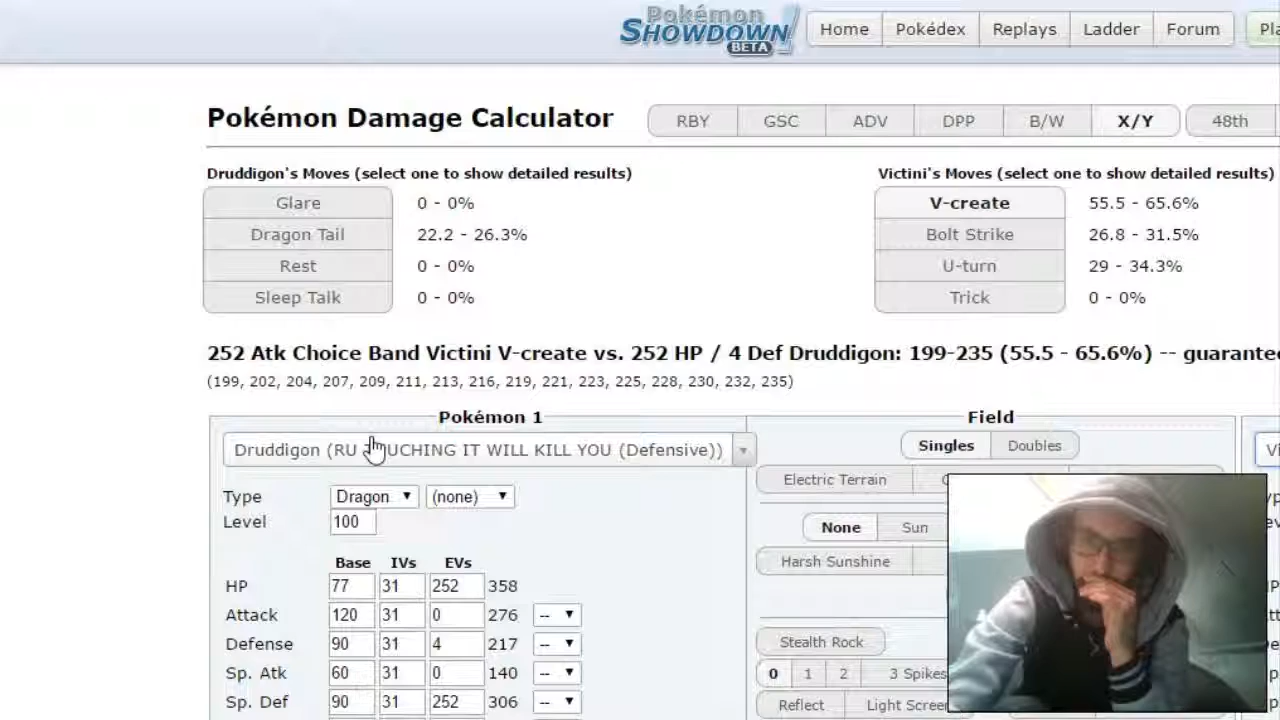 Pokémon
SHOWDOWN!
BETA
Home Pokédex Replays Ladder Forum
Pokémon Damage Calculator RBY GSC ADV DPP B/W X/Y 48th
Druddigon's Moves (select one to show detailed results)
Glare 0 - 0%
Dragon Tail 22.2 - 26.3%
Rest 0 - 0%
Sleep Talk 0 - 0%
Victini's Moves (select one to show detailed results)
V-create 55.5 - 65.6%
Bolt Strike 26.8 - 31.5%
U-turn 29 - 34.3%
Trick 0 - 0%
252 Atk Choice Band Victini V-create vs. 252 HP / 4 Def Druddigon: 199-235 (55.5 - 65.6%) --
(199, 202, 204, 207, 209, 211, 213, 216, 219, 221, 223, 225, 228, 230, 232, 235)
Pokémon 1
Druddigon (RU UCHING IT WILL KILL YOU (Defensive))
Type Dragon (none)
Level 100
Base IVs EVs
HP 77 31 252 358
Attack 120 31 0 276 --
Defense 90 31 4 217 --
Sp. Atk 60 31 0 140 --
Sp. Def 90 31 252 306 --
Field
Singles Doubles
Electric Terrain
None Sun
Harsh Sunshine
Stealth Rock
0 1 2 3 Spikes
Reflect Light Screen